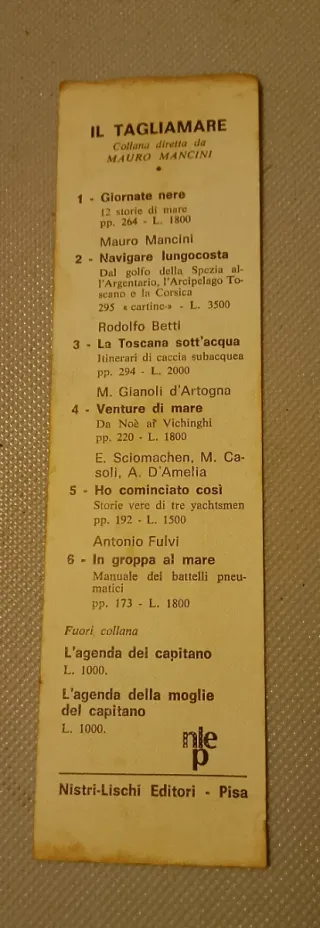 IL TAGLIAMARE
Collana diretta da
MAURO MANCINI
1 - Giornate nere
12 storie di mare
pp. 264 - L. 1800
Mauro Mancini
2 - Navigare lungocosta
Dal golfo della Spezia al-
l'Argentario, l'Arcipelago To-
scano e la Corsica
295 « cartine » - L. 3500
Rodolfo Betti
3 - La Toscana sott'acqua
Itinerari di caccia subacquea
pp. 294 - L. 2000
M. Gianoli d'Artogna
4 - Venture di mare
Da Noè ai Vichinghi
pp. 220 - L. 1800
E. Sciomachen, M. Ca-
soli, A. D'Amelia
5 - Ho cominciato così
Storie vere di tre yachtsmen
pp. 192 - L. 1500
Antonio Fulvi
6 - In groppa al mare
Manuale dei battelli pneu-
matici
pp. 173 - L. 1800
Fuori collana
L'agenda del capitano
L. 1000.
L'agenda della moglie
del capitano
L. 1000.
nle
p
Nistri-Lischi Editori - Pisa